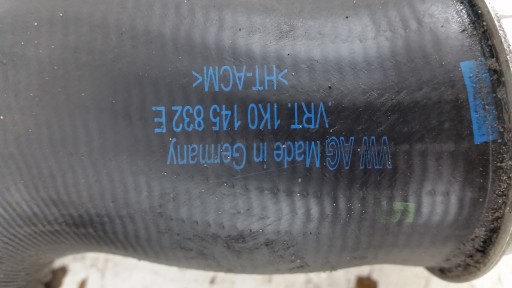 VW AG Made in Germany
.VRT. 1K0 145 832 E
>HT-ACM<